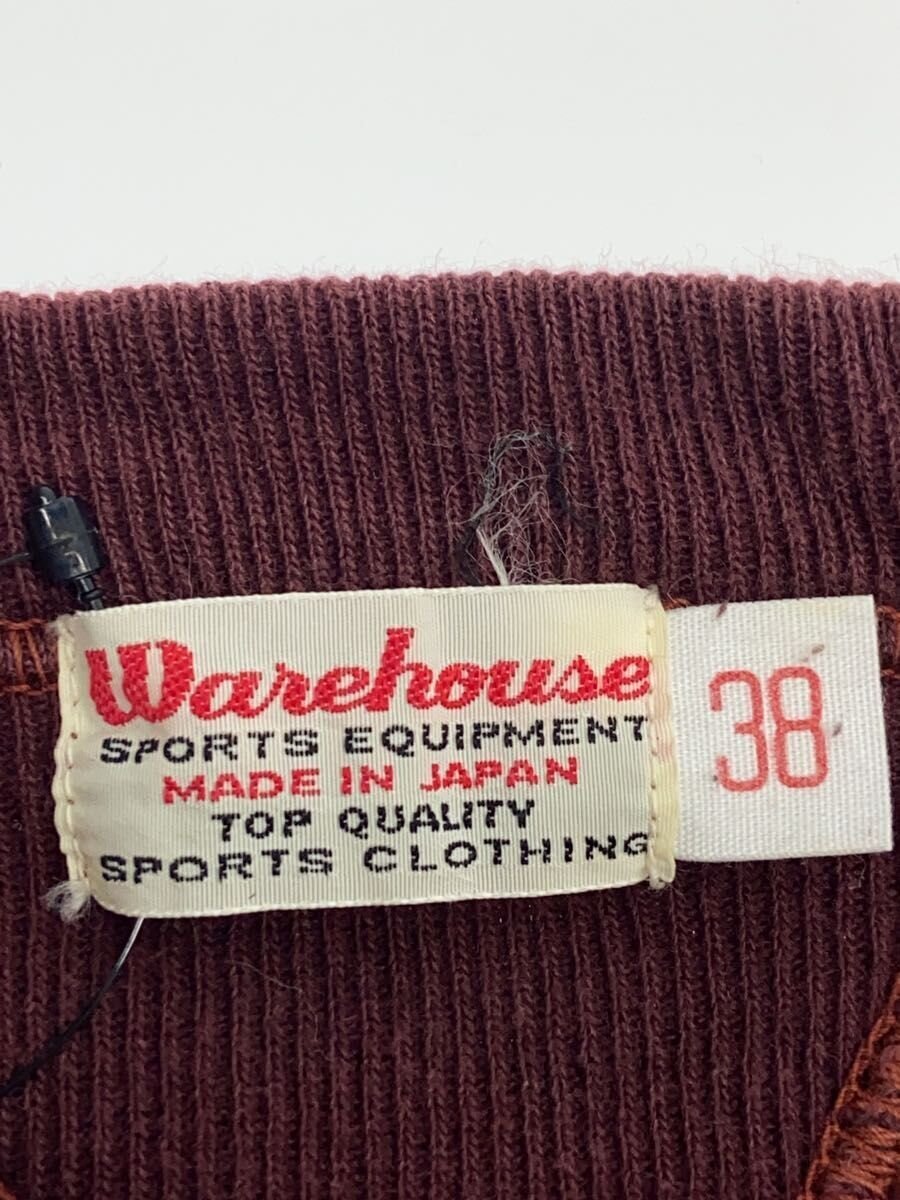 Warehouse
SPORTS EQUIPMENT
MADE IN JAPAN
TOP QUALITY
SPORTS CLOTHING
38